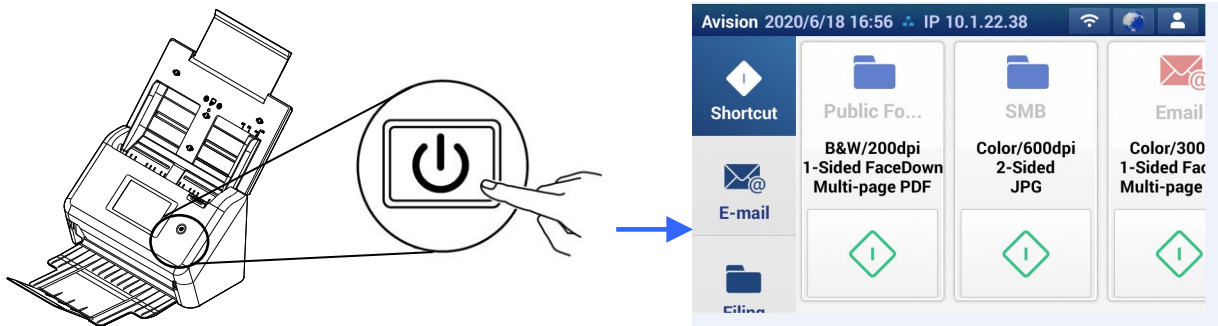 Avision 2020/6/18 16:56 IP 10.1.22.38
Shortcut
E-mail
Filing
Public Fo...
B&W/200dpi
1-Sided FaceDown
Multi-page PDF
SMB
Color/600dpi
2-Sided
JPG
Email
Color/300
1-Sided Fac
Multi-page